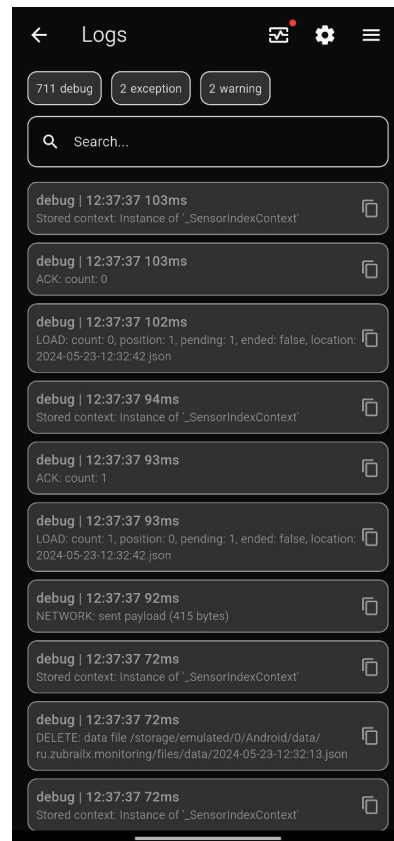 Logs
711 debug
2 exception
2 warning
Search...
debug | 12:37:37 103ms
Stored context: Instance of '_SensorIndexContext'
debug | 12:37:37 103ms
ACK: count: 0
debug | 12:37:37 102ms
LOAD: count: 0, position: 1, pending: 1, ended: false, location:
2024-05-23-12:32:42.json
debug | 12:37:37 94ms
Stored context: Instance of '_SensorIndexContext'
debug | 12:37:37 93ms
ACK: count: 1
debug | 12:37:37 93ms
LOAD: count: 1, position: 0, pending: 1, ended: false, location:
2024-05-23-12:32:42.json
debug | 12:37:37 92ms
NETWORK: sent payload (415 bytes)
debug | 12:37:37 72ms
Stored context: Instance of '_SensorIndexContext'
debug | 12:37:37 72ms
DELETE: data file /storage/emulated/0/Android/data/
ru.zubrailx.monitoring/files/data/2024-05-23-12:32:13.json
debug | 12:37:37 72ms
Stored context: Instance of '_SensorIndexContext'